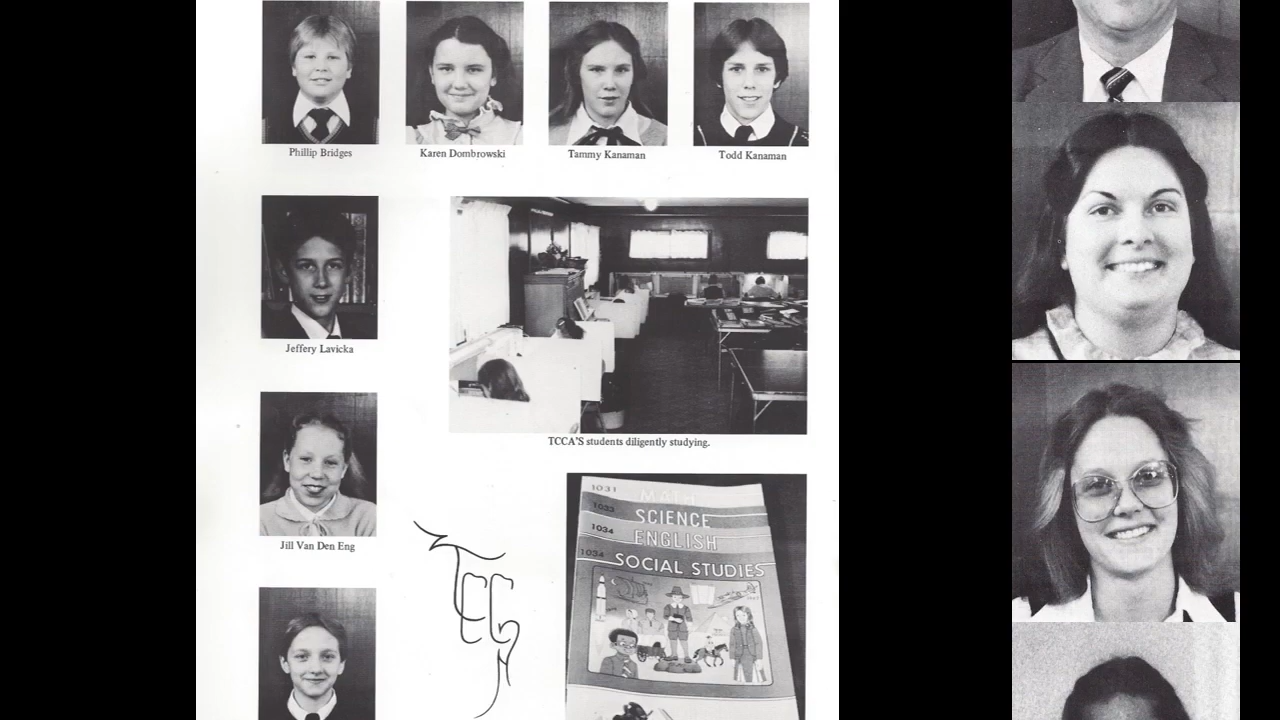 Phillip Bridges
Karen Dombrowski
Tammy Kanaman
Todd Kanaman
Jeffery Lavicka
TCCA'S students diligently studying.
Jill Van Den Eng
TCCA
1031 MATH
1033 SCIENCE
1034 ENGLISH
1034 SOCIAL STUDIES